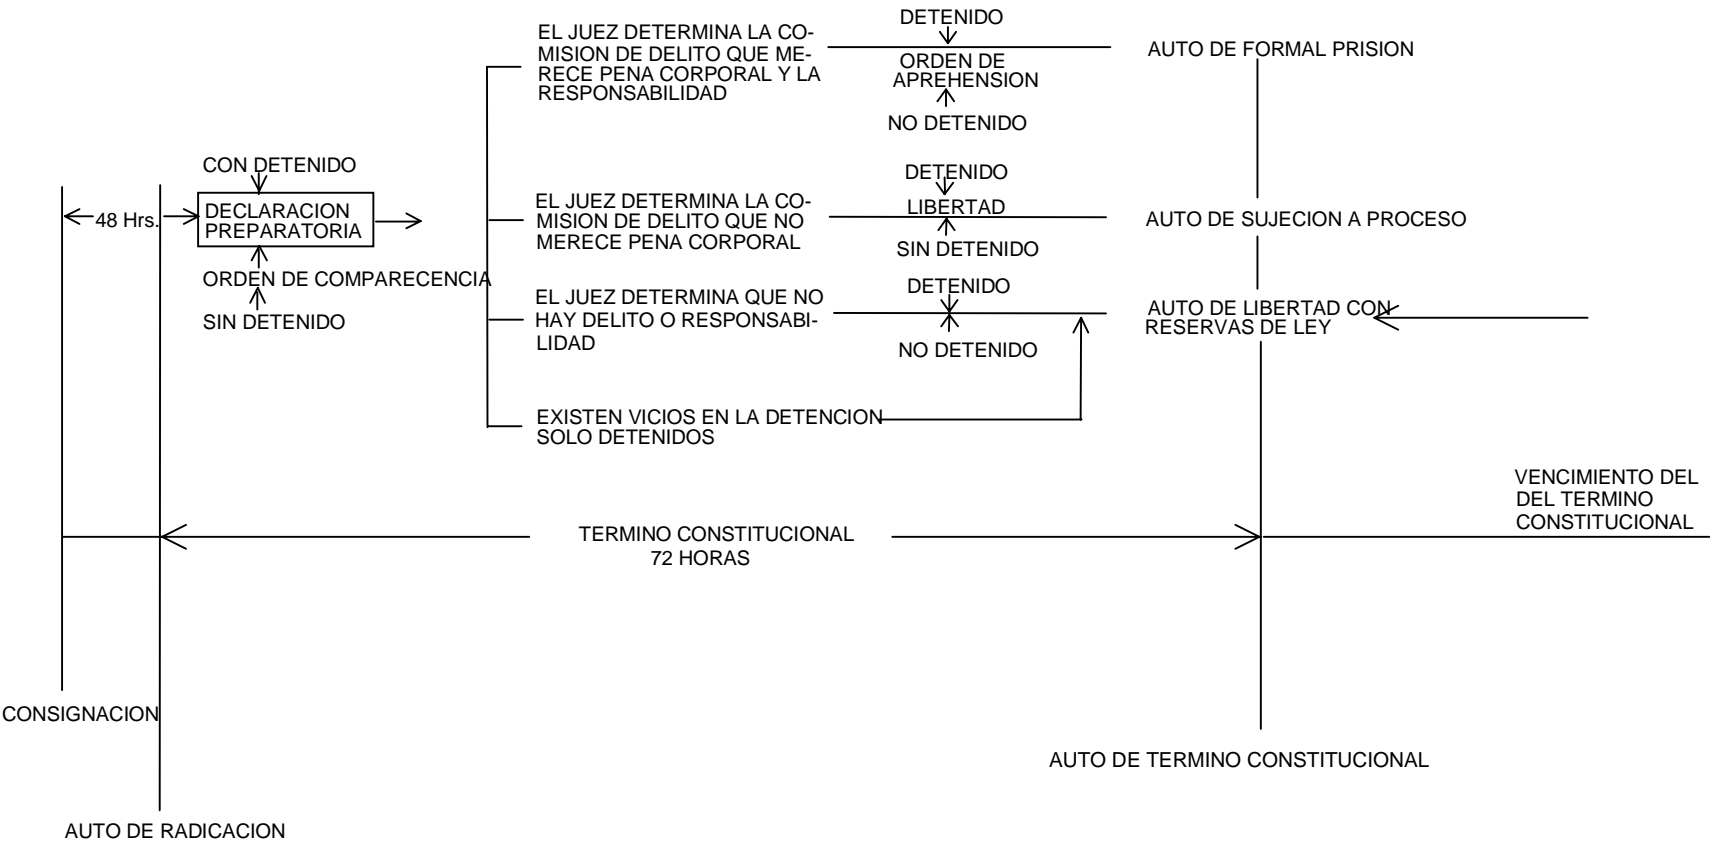 DETENIDO
EL JUEZ DETERMINA LA CO-
MISION DE DELITO QUE ME-
RECE PENA CORPORAL Y LA
RESPONSABILIDAD
ORDEN DE
APREHENSION
NO DETENIDO
AUTO DE FORMAL PRISION
CON DETENIDO
48 Hrs.
DECLARACION
PREPARATORIA
ORDEN DE COMPARECENCIA
SIN DETENIDO
DETENIDO
EL JUEZ DETERMINA LA CO-
MISION DE DELITO QUE NO
MERECE PENA CORPORAL
LIBERTAD
SIN DETENIDO
AUTO DE SUJECION A PROCESO
DETENIDO
EL JUEZ DETERMINA QUE NO
HAY DELITO O RESPONSABI-
LIDAD
NO DETENIDO
AUTO DE LIBERTAD CON
RESERVAS DE LEY
EXISTEN VICIOS EN LA DETENCION
SOLO DETENIDOS
VENCIMIENTO DEL
DEL TERMINO
CONSTITUCIONAL
TERMINO CONSTITUCIONAL
72 HORAS
CONSIGNACION
AUTO DE TERMINO CONSTITUCIONAL
AUTO DE RADICACION